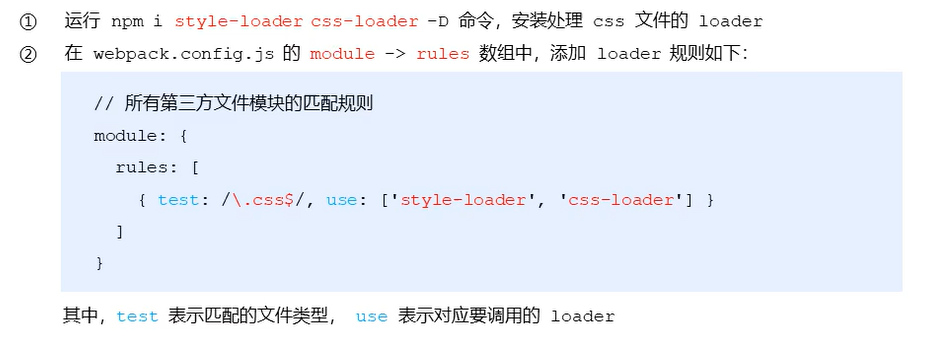 ① 运行 npm i style-loader css-loader -D 命令，安装处理 css 文件的 loader
② 在 webpack.config.js 的 module -> rules 数组中，添加 loader 规则如下：
// 所有第三方文件模块的匹配规则
module: {
rules: [
{ test: /\.css$/, use: ['style-loader', 'css-loader'] }
]
}
其中，test 表示匹配的文件类型， use 表示对应要调用的 loader